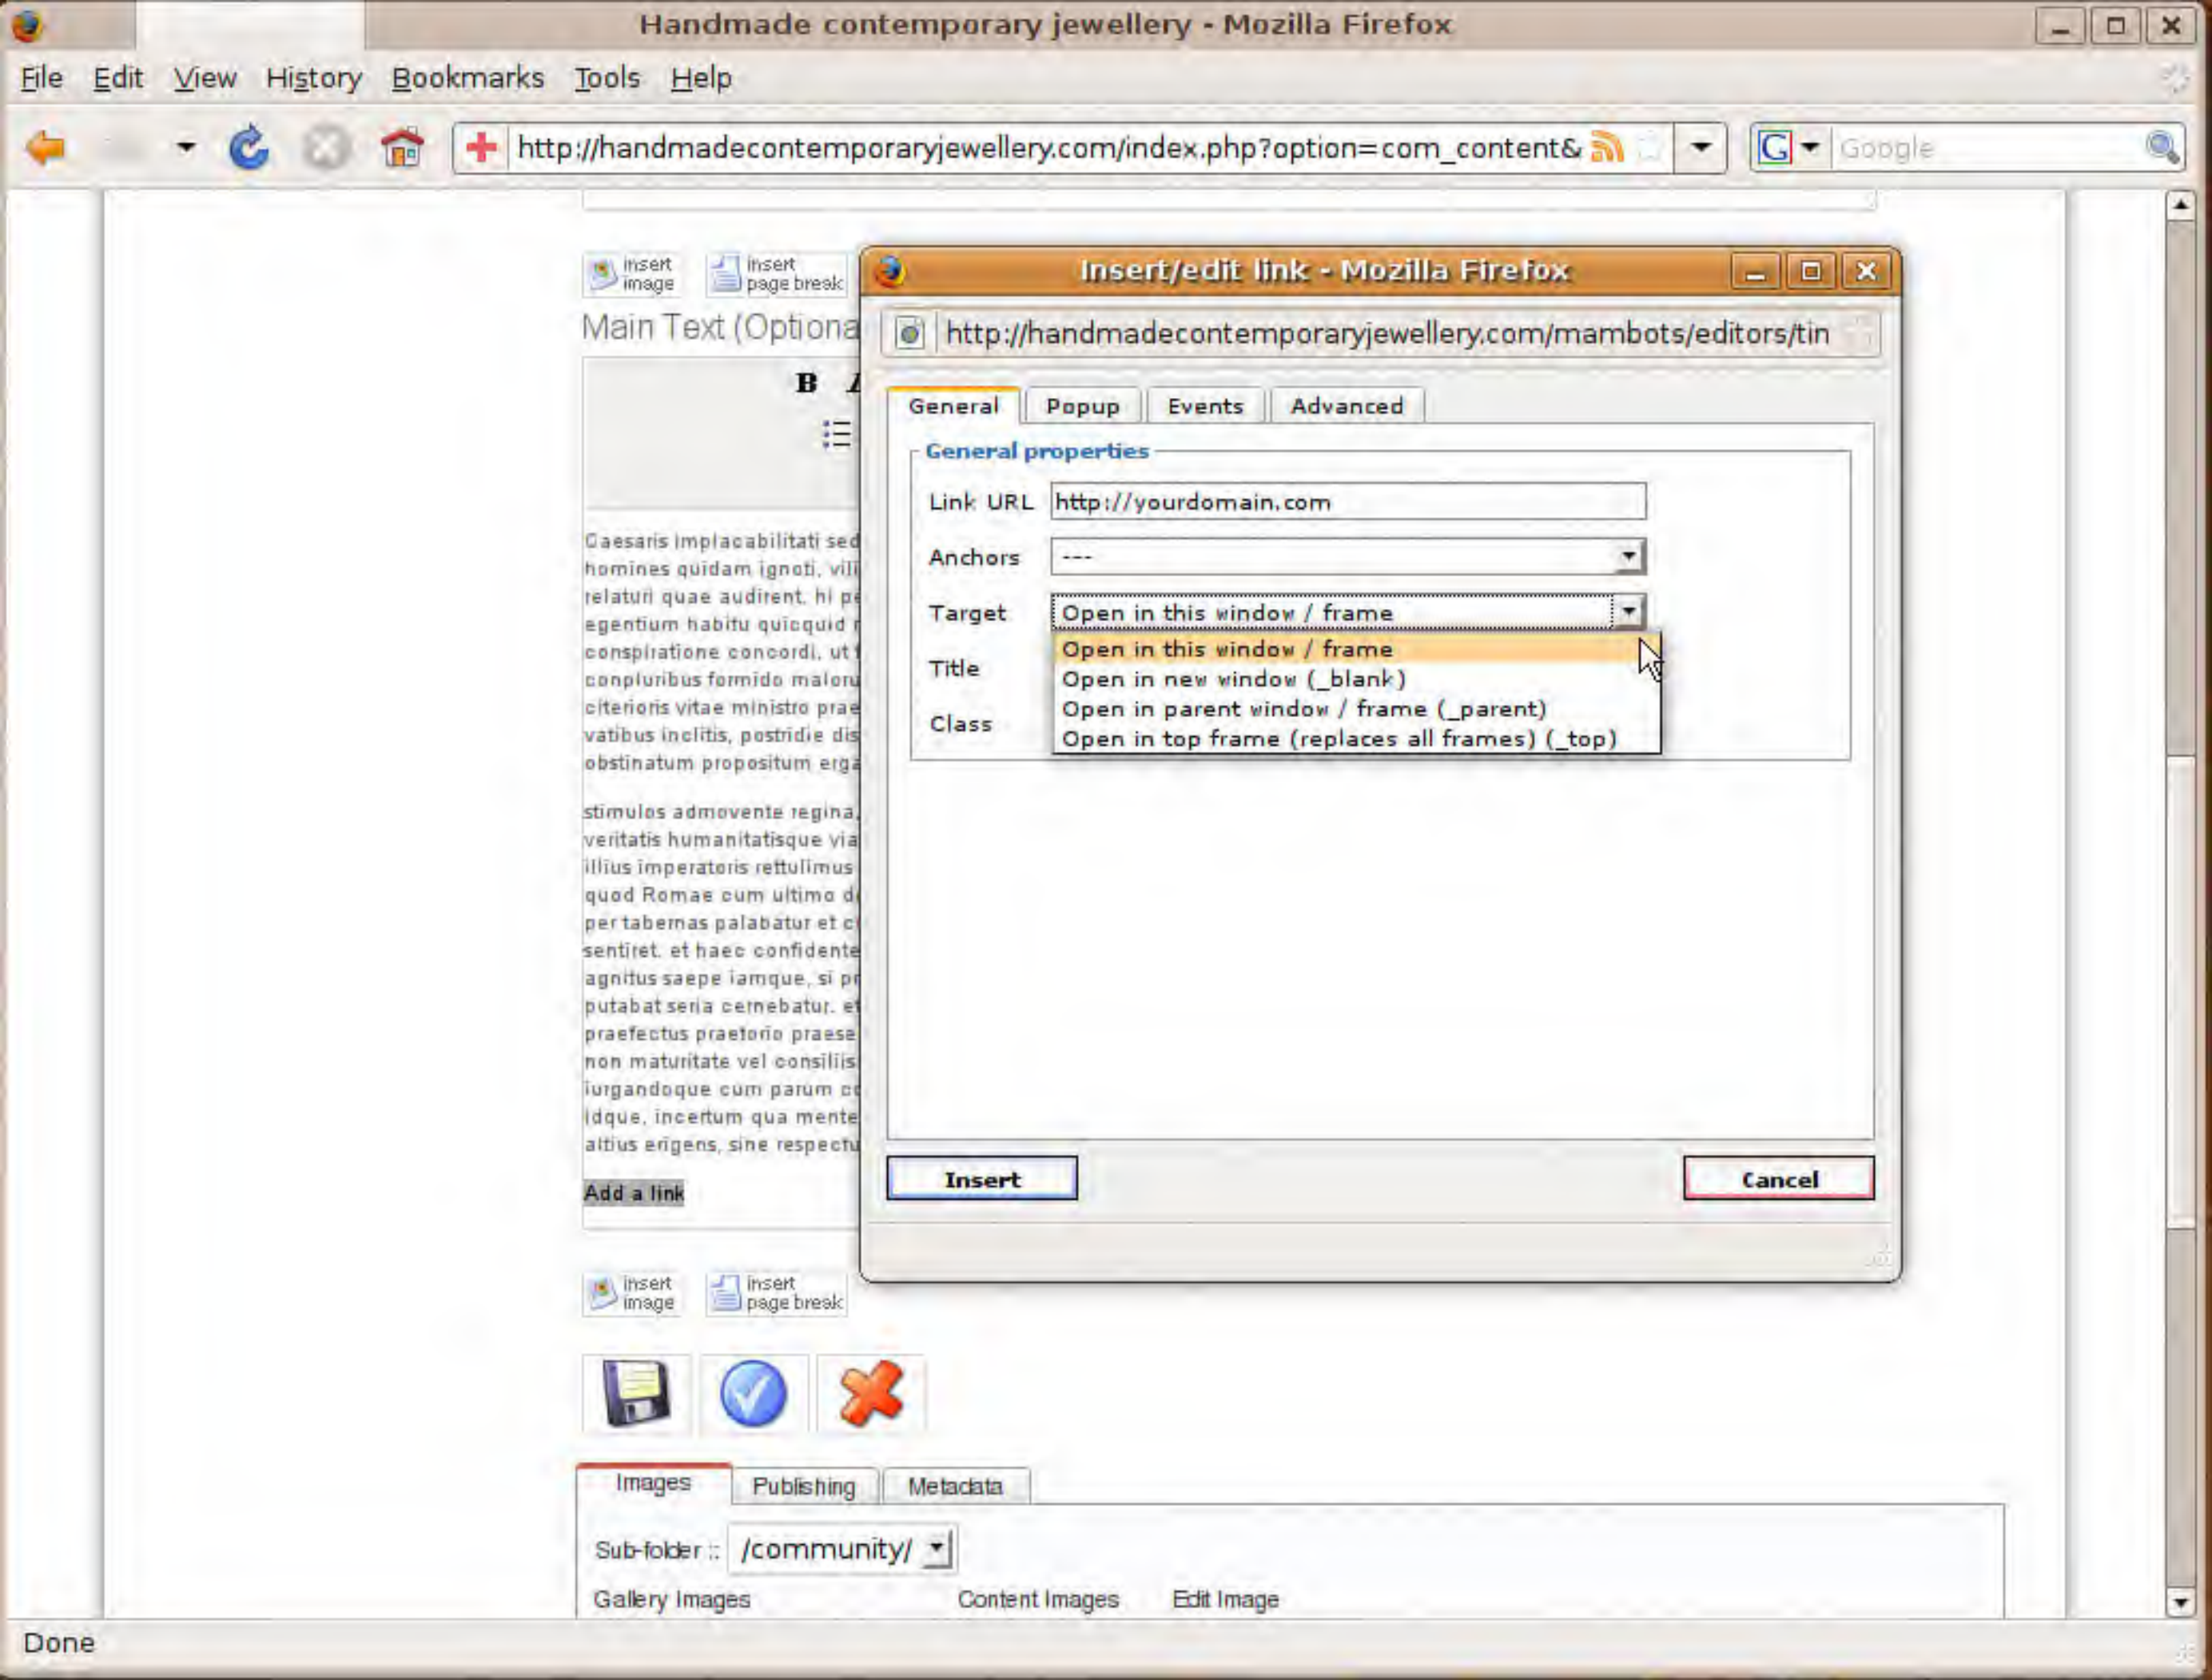 Handmade contemporary jewellery - Mozilla Firefox
File Edit View History Bookmarks Tools Help
http://handmadecontemporaryjewellery.com/index.php?option=com_content& G Google
insert image insert page break
Main Text (Optiona
B
Insert/edit link - Mozilla Firefox
http://handmadecontemporaryjewellery.com/mambots/editors/tin
General Popup Events Advanced
General properties
Link URL http://yourdomain.com
Anchors ---
Target Open in this window / frame
Open in this window / frame
Open in new window (_blank)
Open in parent window / frame (_parent)
Open in top frame (replaces all frames) (_top)
Title
Class
Insert Cancel
Caesaris implacabilitati sed
homines quidam ignoti, vili
relaturi quae audirent. hi pe
egentium habitu quicquid
conspiratione concordi, ut
conpluribus formido maloru
citerioris vitae ministro prae
vatibus inclitis, postridie dis
obstinatum propositum erga
stimulos admovente regina,
veritatis humanitatisque via
illius imperatoris rettulimus
quod Romae cum ultimo
per tabernas palabatur et
sentiret. et haec confidente
agnitus saepe iamque, si
putabat seria cernebatur. et
praefectus praetorio praese
non maturitate vel consiliis
iurgandoque cum parum
idque, incertum qua mente
altius erigens, sine respectu
Add a link
insert image insert page break
Images Publishing Metadata
Sub-folder :: /community/
Gallery Images Content Images Edit Image
Done